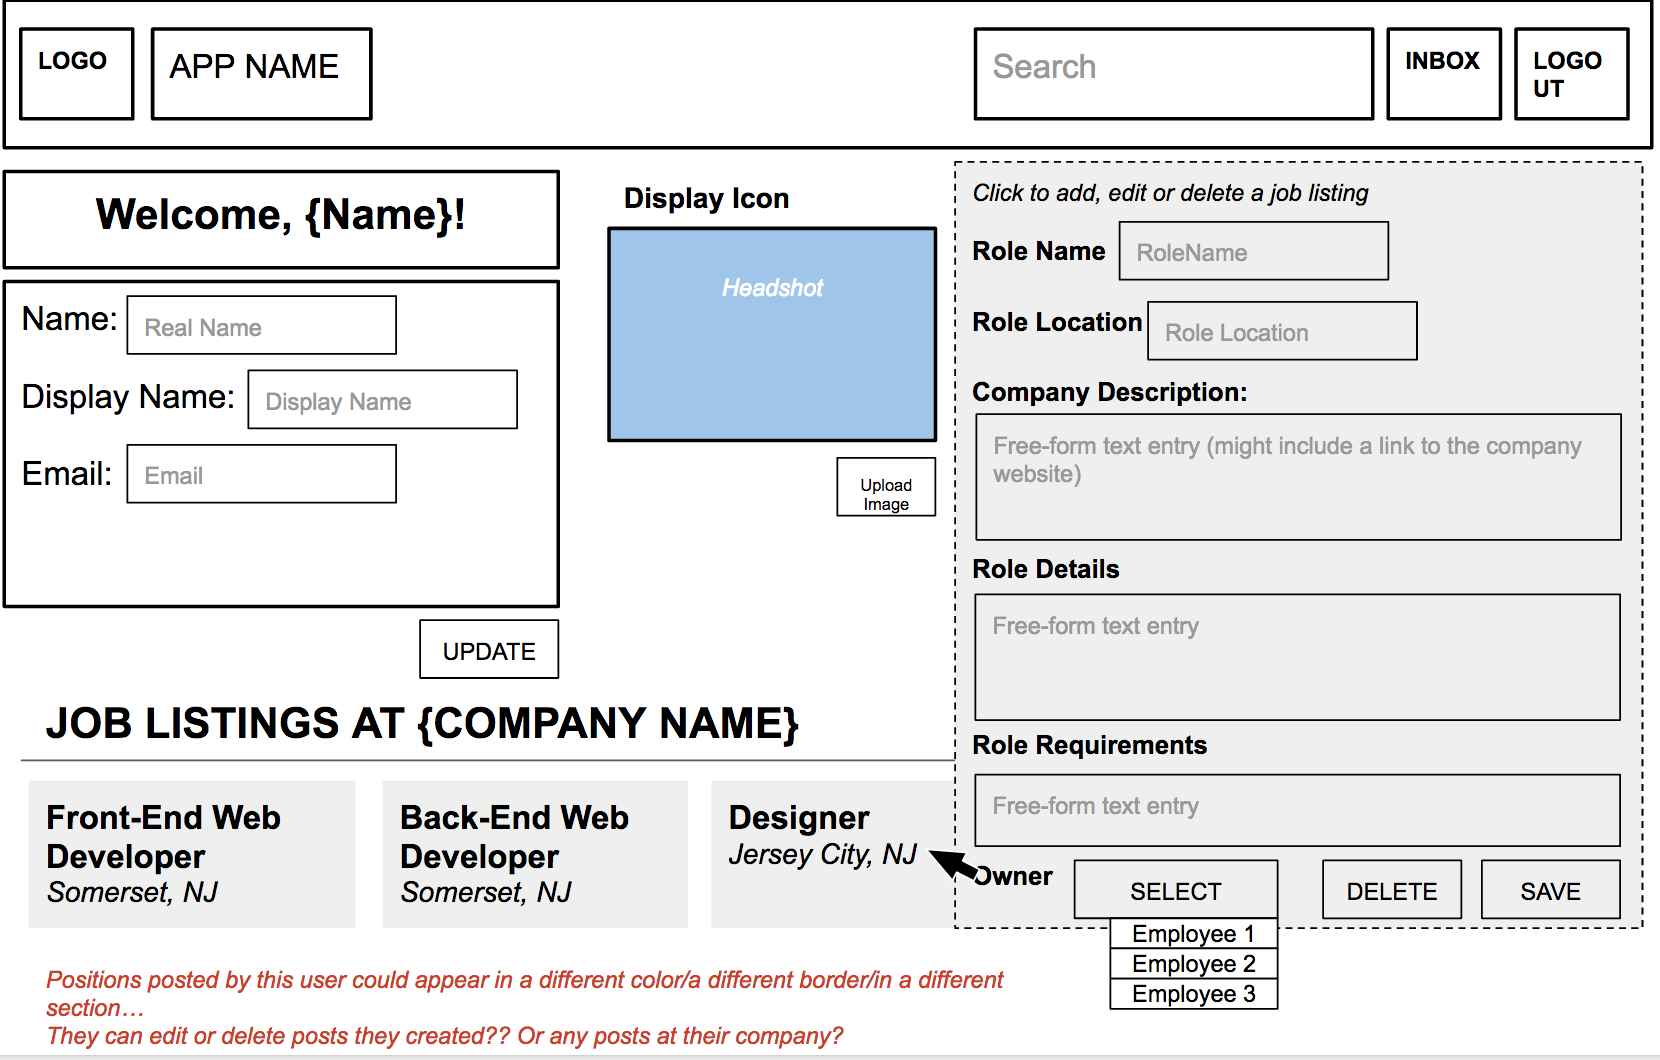 LOGO
APP NAME
Search
INBOX
LOGO
UT
Welcome, {Name}!
Name:
Real Name
Display Name:
Display Name
Email:
Email
UPDATE
Display Icon
Headshot
Upload
Image
Click to add, edit or delete a job listing
Role Name
RoleName
Role Location
Role Location
Company Description:
Free-form text entry (might include a link to the company
website)
Role Details
Free-form text entry
Role Requirements
Free-form text entry
Owner
SELECT
DELETE
SAVE
Employee 1
Employee 2
Employee 3
JOB LISTINGS AT {COMPANY NAME}
Front-End Web
Developer
Somerset, NJ
Back-End Web
Developer
Somerset, NJ
Designer
Jersey City, NJ
Positions posted by this user could appear in a different color/a different border/in a different
section…
They can edit or delete posts they created?? Or any posts at their company?